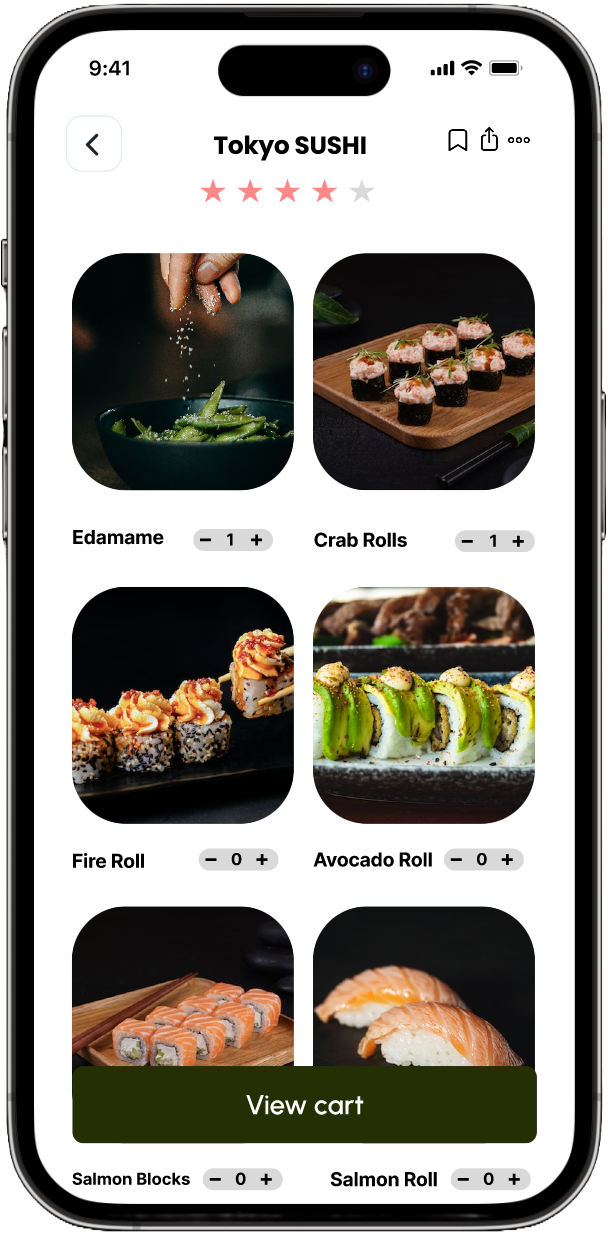 9:41
Tokyo SUSHI
Edamame − 1 +
Crab Rolls − 1 +
Fire Roll − 0 +
Avocado Roll − 0 +
View cart
Salmon Blocks − 0 +
Salmon Roll − 0 +